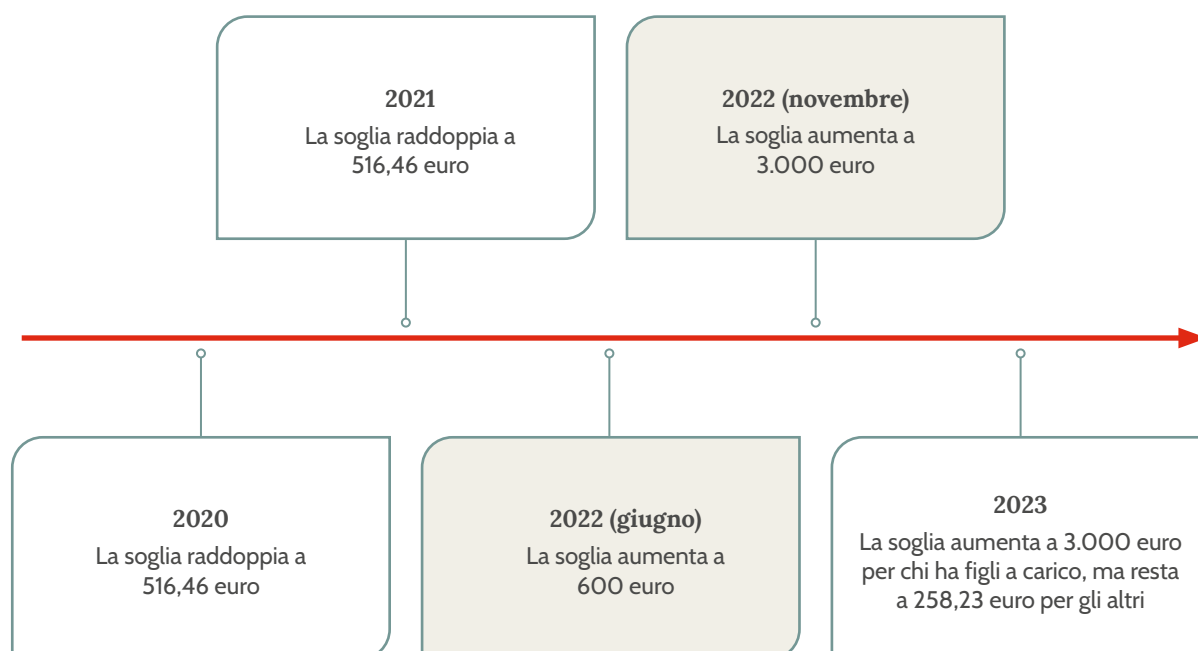 2021
La soglia raddoppia a
516,46 euro
2022 (novembre)
La soglia aumenta a
3.000 euro
2020
La soglia raddoppia a
516,46 euro
2022 (giugno)
La soglia aumenta a
600 euro
2023
La soglia aumenta a 3.000 euro
per chi ha figli a carico, ma resta
a 258,23 euro per gli altri